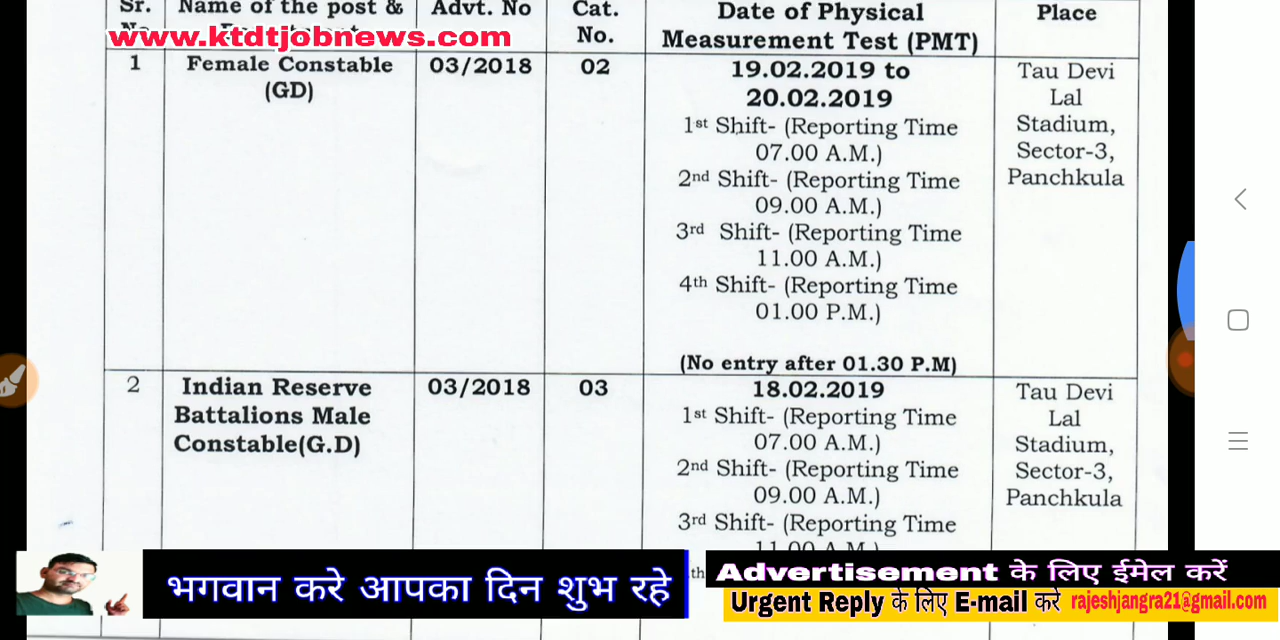 Sr. Name of the post & Advt. No Cat. No. Date of Physical Measurement Test (PMT) Place
www.ktdtjobnews.com
1 Female Constable (GD) 03/2018 02
19.02.2019 to
20.02.2019
1st Shift- (Reporting Time
07.00 A.M.)
2nd Shift- (Reporting Time
09.00 A.M.)
3rd Shift- (Reporting Time
11.00 A.M.)
4th Shift- (Reporting Time
01.00 P.M.)
(No entry after 01.30 P.M)
Tau Devi
Lal
Stadium,
Sector-3,
Panchkula
2 Indian Reserve Battalions Male Constable(G.D) 03/2018 03
18.02.2019
1st Shift- (Reporting Time
07.00 A.M.)
2nd Shift- (Reporting Time
09.00 A.M.)
3rd Shift- (Reporting Time
11.00 A.M.)
Tau Devi
Lal
Stadium,
Sector-3,
Panchkula
भगवान करे आपका दिन शुभ रहे
Advertisement के लिए ईमेल करें
Urgent Reply के लिए E-mail करे rajeshjangra21@gmail.com